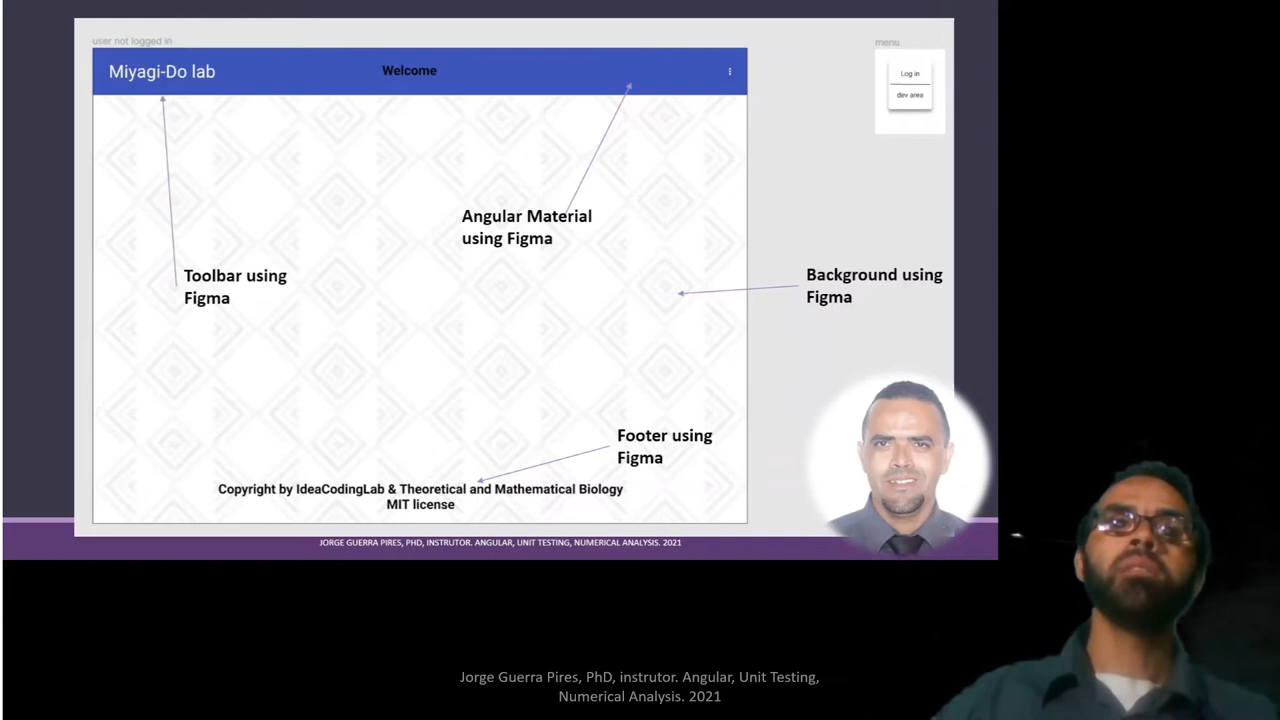 user not logged in
menu
Miyagi-Do lab
Welcome
Log in
dev area
Angular Material
using Figma
Toolbar using
Figma
Background using
Figma
Footer using
Figma
Copyright by IdeaCodingLab & Theoretical and Mathematical Biology
MIT license
JORGE GUERRA PIRES, PHD, INSTRUTOR. ANGULAR, UNIT TESTING, NUMERICAL ANALYSIS. 2021
Jorge Guerra Pires, PhD, instrutor. Angular, Unit Testing,
Numerical Analysis. 2021